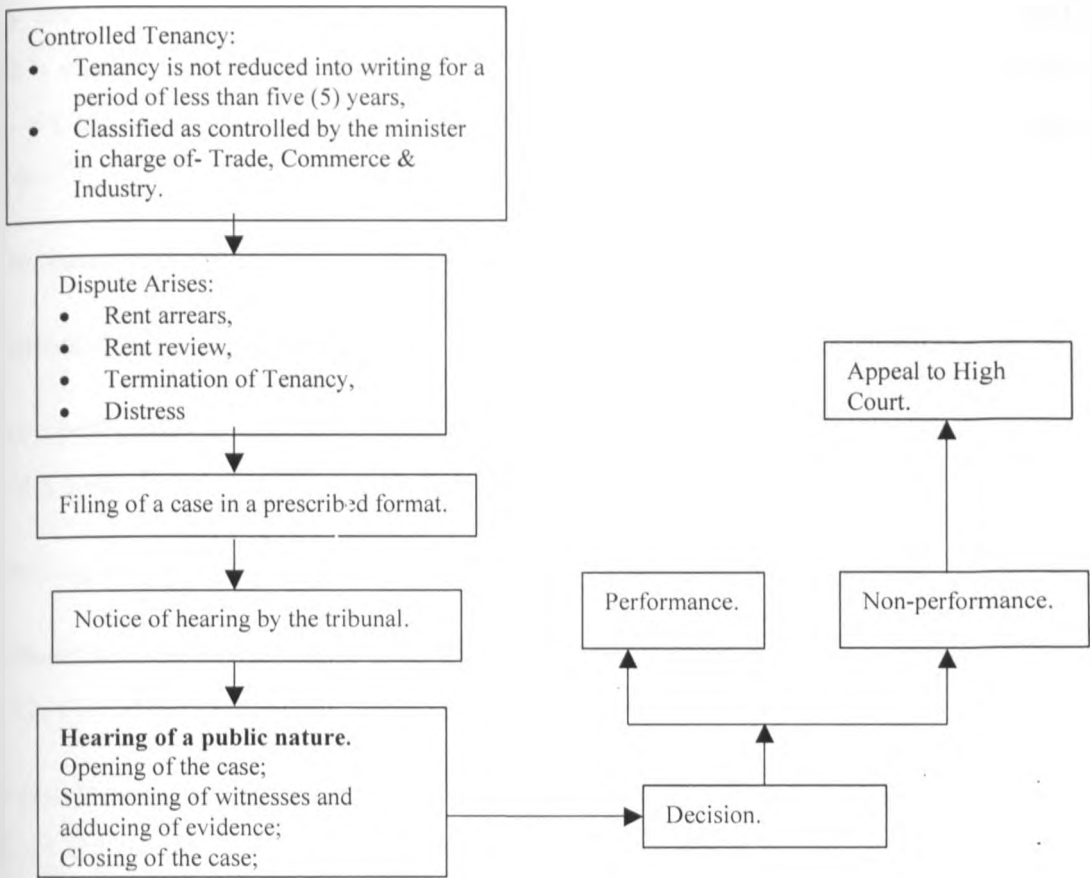 Controlled Tenancy:
• Tenancy is not reduced into writing for a
period of less than five (5) years,
• Classified as controlled by the minister
in charge of- Trade, Commerce &
Industry.
Dispute Arises:
• Rent arrears,
• Rent review,
• Termination of Tenancy,
• Distress
Filing of a case in a prescribed format.
Notice of hearing by the tribunal.
Hearing of a public nature.
Opening of the case;
Summoning of witnesses and
adducing of evidence;
Closing of the case;
Decision.
Performance.
Non-performance.
Appeal to High
Court.